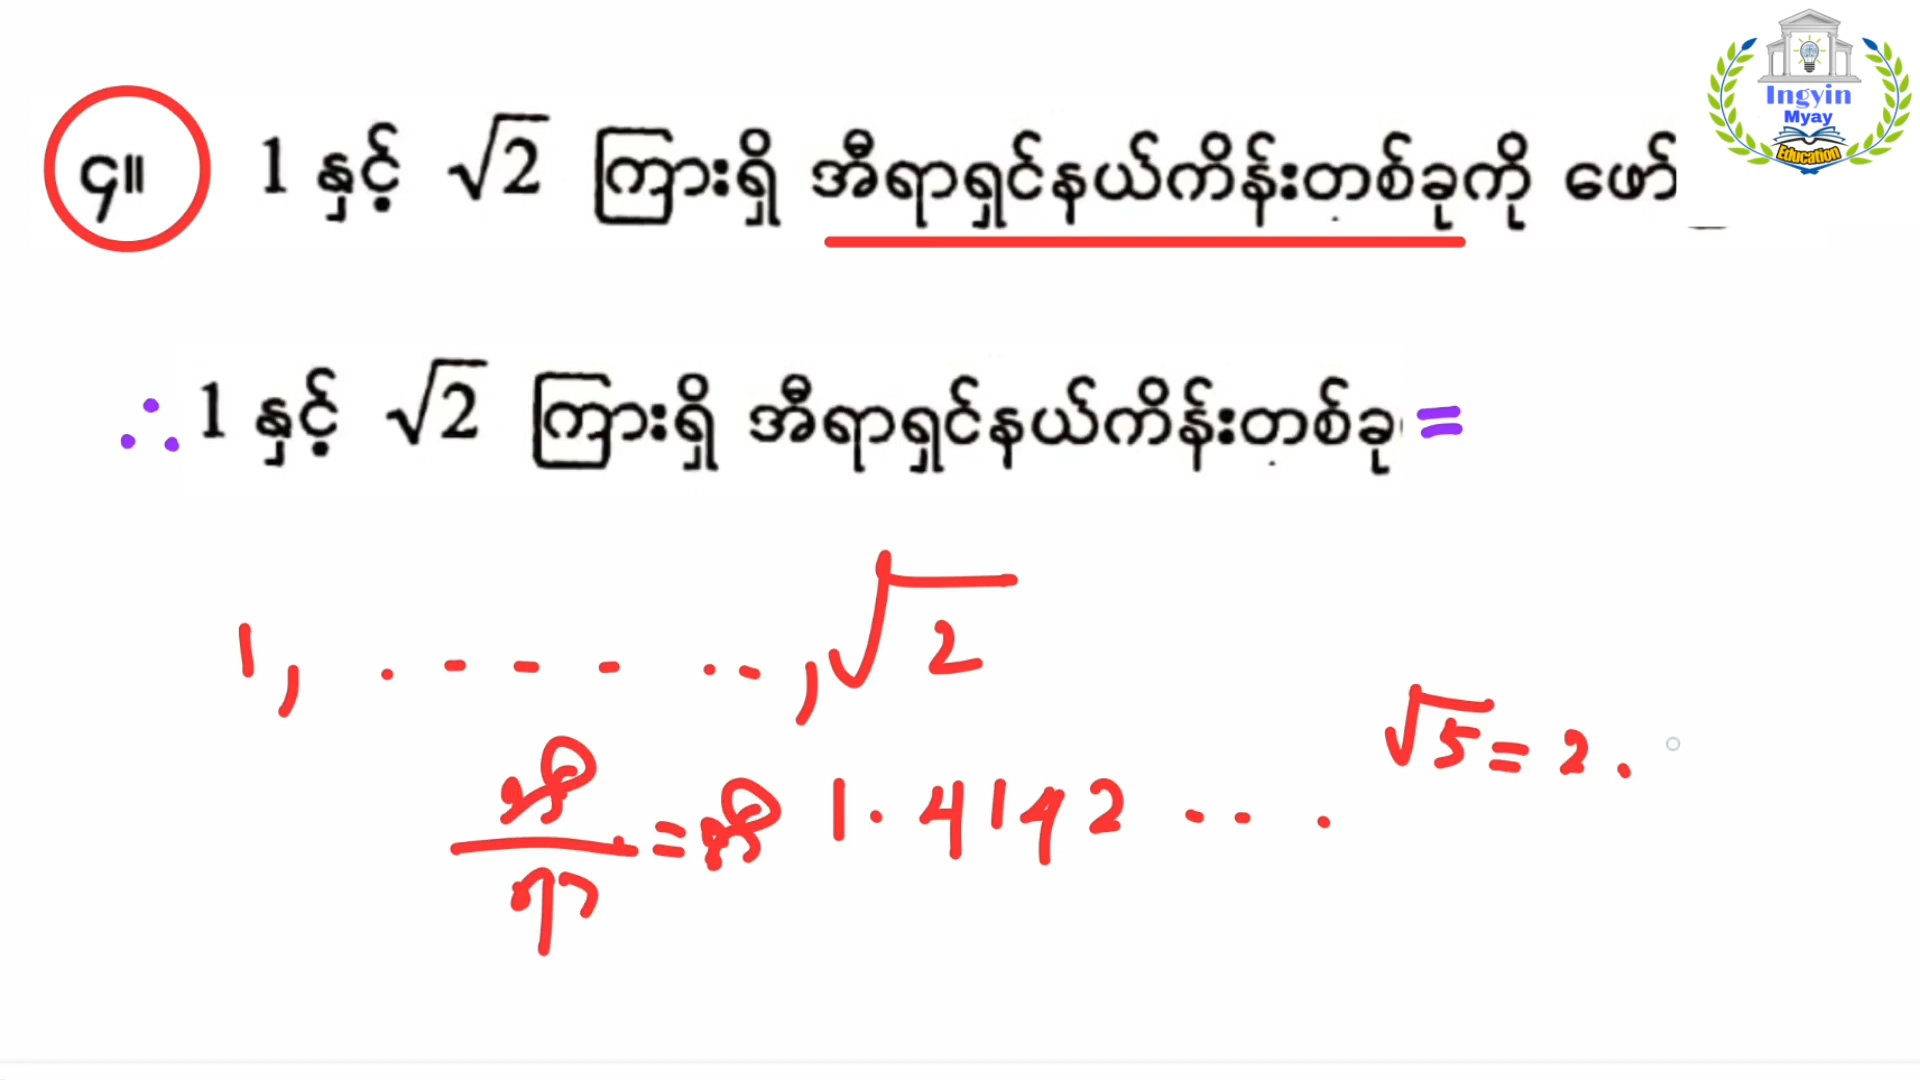 Ingyin
Myay
Education
၄။ 1 နှင့် √2 ကြားရှိ အီရာရှင်နယ်ကိန်းတစ်ခုကို ဖော်
∴ 1 နှင့် √2 ကြားရှိ အီရာရှင်နယ်ကိန်းတစ်ခု =
1, . - - - . . -, √2
√5 = 2 .
= 1.4142 - - .